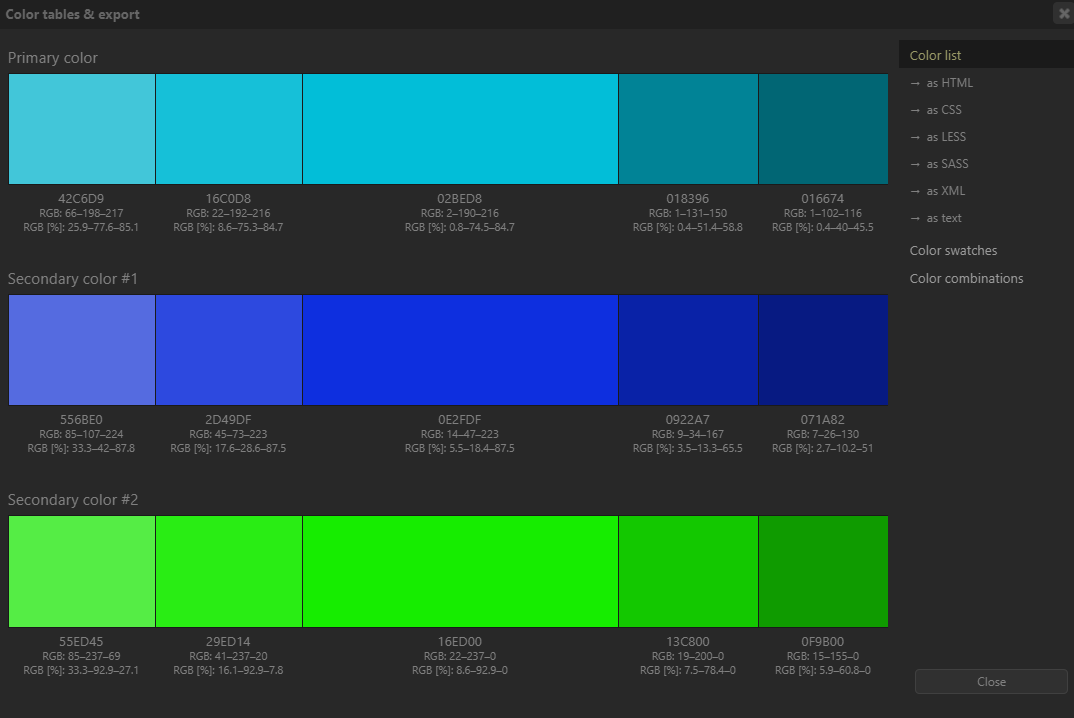 Color tables & export
Primary color
42C6D9 16C0D8 02BED8 018396 016674
RGB: 66–198–217 RGB: 22–192–216 RGB: 2–190–216 RGB: 1–131–150 RGB: 1–102–116
RGB [%]: 25.9–77.6–85.1 RGB [%]: 8.6–75.3–84.7 RGB [%]: 0.8–74.5–84.7 RGB [%]: 0.4–51.4–58.8 RGB [%]: 0.4–40–45.5
Secondary color #1
556BE0 2D49DF 0E2FDF 0922A7 071A82
RGB: 85–107–224 RGB: 45–73–223 RGB: 14–47–223 RGB: 9–34–167 RGB: 7–26–130
RGB [%]: 33.3–42–87.8 RGB [%]: 17.6–28.6–87.5 RGB [%]: 5.5–18.4–87.5 RGB [%]: 3.5–13.3–65.5 RGB [%]: 2.7–10.2–51
Secondary color #2
55ED45 29ED14 16ED00 13C800 0F9B00
RGB: 85–237–69 RGB: 41–237–20 RGB: 22–237–0 RGB: 19–200–0 RGB: 15–155–0
RGB [%]: 33.3–92.9–27.1 RGB [%]: 16.1–92.9–7.8 RGB [%]: 8.6–92.9–0 RGB [%]: 7.5–78.4–0 RGB [%]: 5.9–60.8–0
Color list
→ as HTML
→ as CSS
→ as LESS
→ as SASS
→ as XML
→ as text
Color swatches
Color combinations
Close